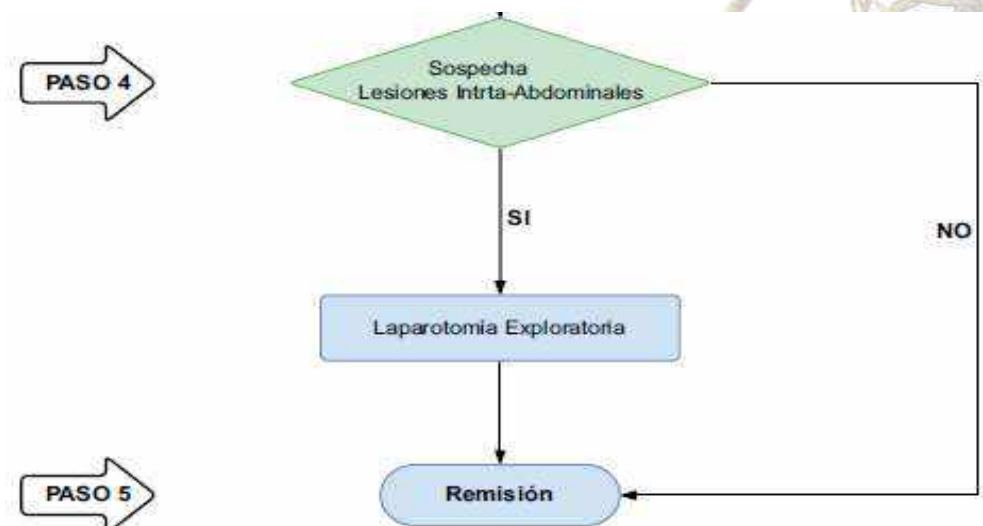 PASO 4
Sospecha
Lesiones Intrta-Abdominales
SI
NO
Laparotomia Exploratoria
PASO 5
Remisión